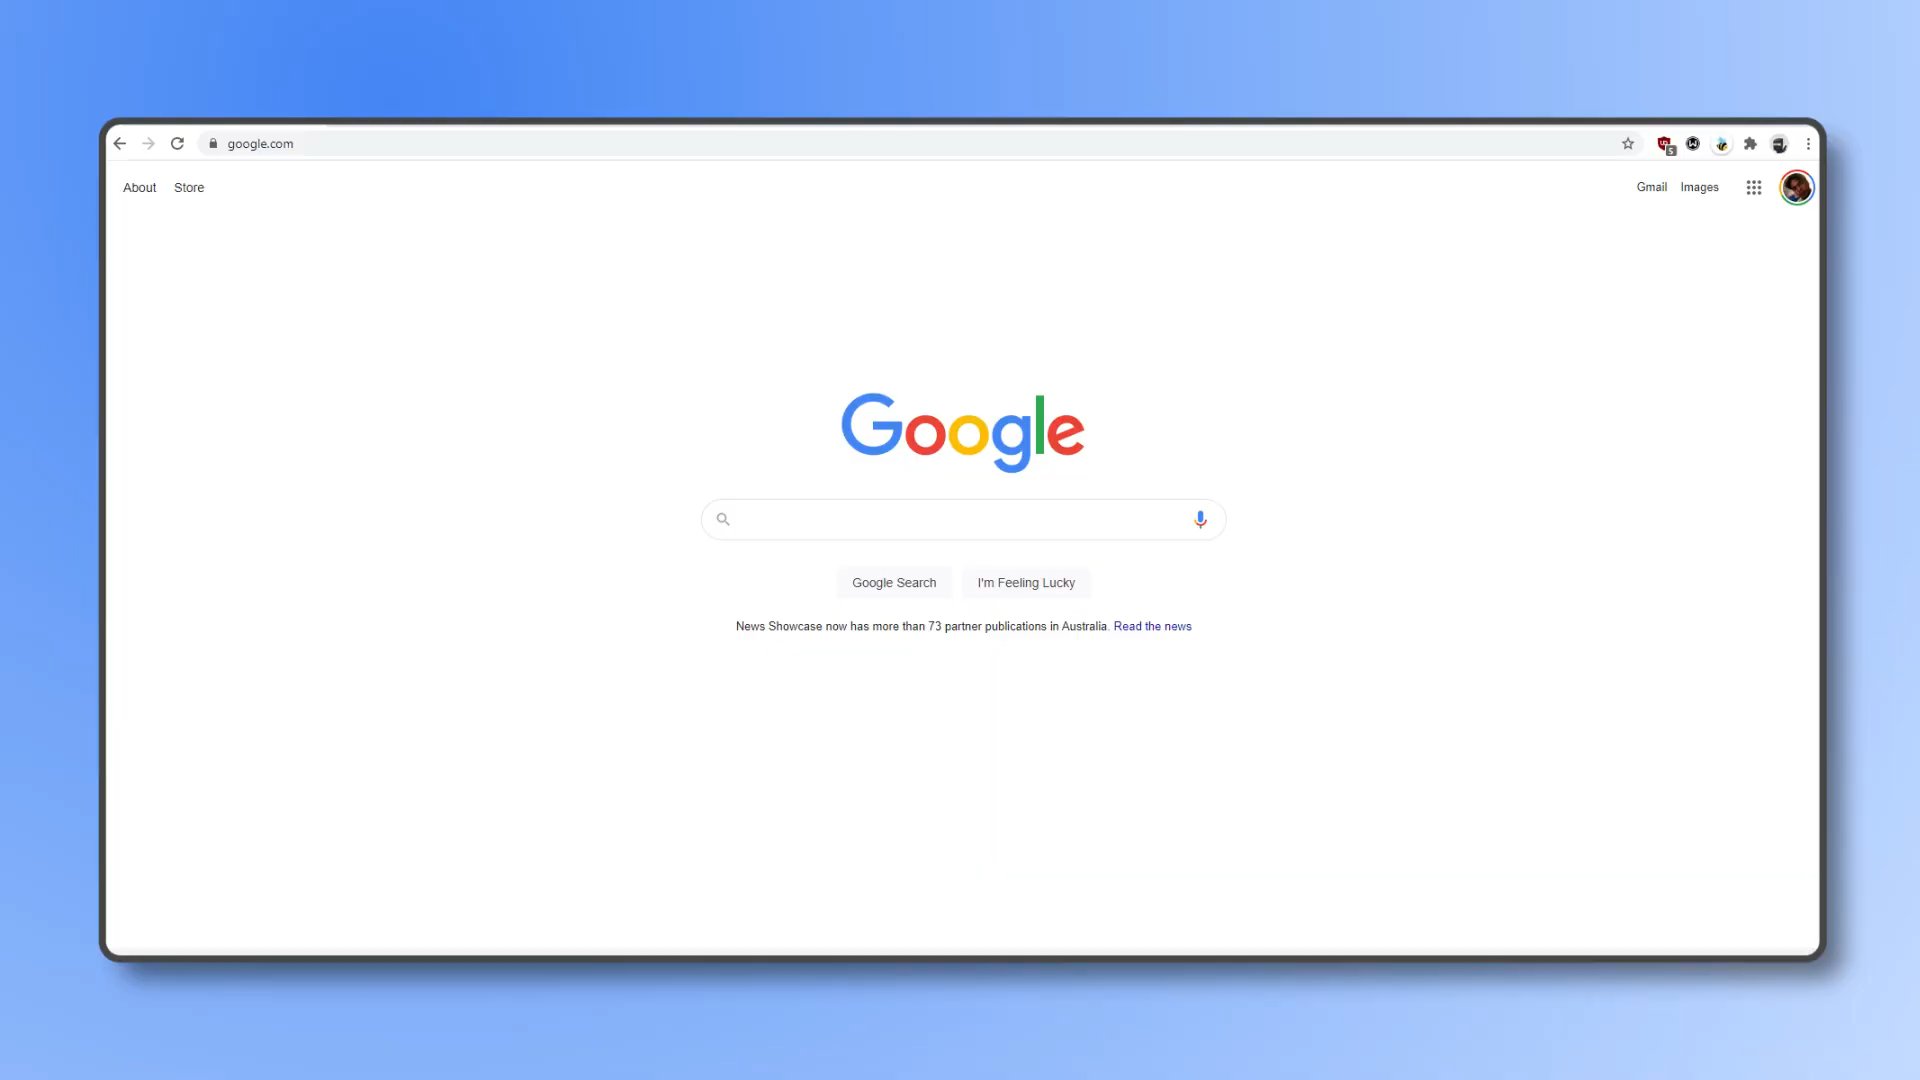 google.com
About Store
Gmail Images
Google
Google Search I'm Feeling Lucky
News Showcase now has more than 73 partner publications in Australia. Read the news